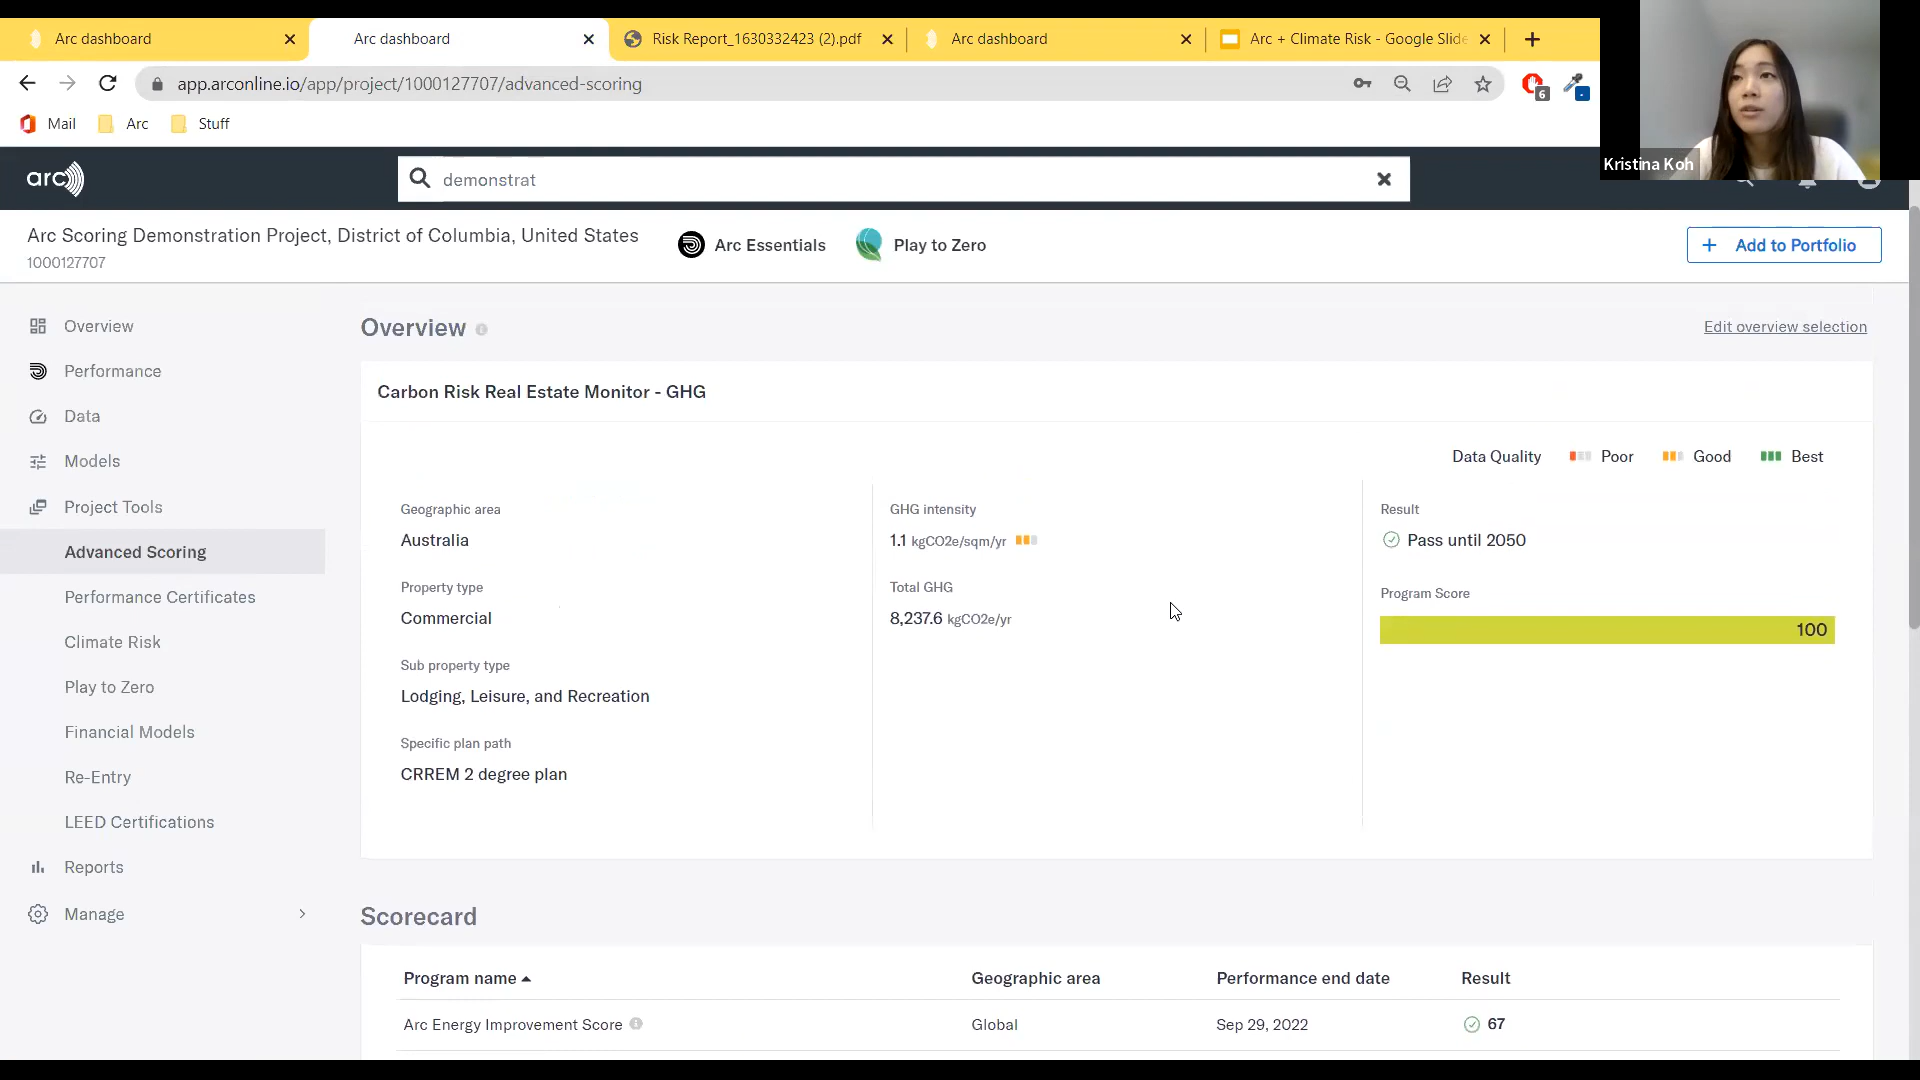 Arc dashboard
Arc dashboard
Risk Report_1630332423 (2).pdf
Arc dashboard
Arc + Climate Risk - Google Slide
app.arconline.io/app/project/1000127707/advanced-scoring
6
Mail
Arc
Stuff
Kristina Koh
arc
demonstrat
Arc Scoring Demonstration Project, District of Columbia, United States
1000127707
Arc Essentials
Play to Zero
+ Add to Portfolio
Overview
Performance
Data
Models
Project Tools
Advanced Scoring
Performance Certificates
Climate Risk
Play to Zero
Financial Models
Re-Entry
LEED Certifications
Reports
Manage
Overview
Edit overview selection
Carbon Risk Real Estate Monitor - GHG
Data Quality Poor Good Best
Geographic area
Australia
Property type
Commercial
Sub property type
Lodging, Leisure, and Recreation
Specific plan path
CRREM 2 degree plan
GHG intensity
1.1 kgCO2e/sqm/yr
Total GHG
8,237.6 kgCO2e/yr
Result
Pass until 2050
Program Score
100
Scorecard
Program name Geographic area Performance end date Result
Arc Energy Improvement Score Global Sep 29, 2022 67